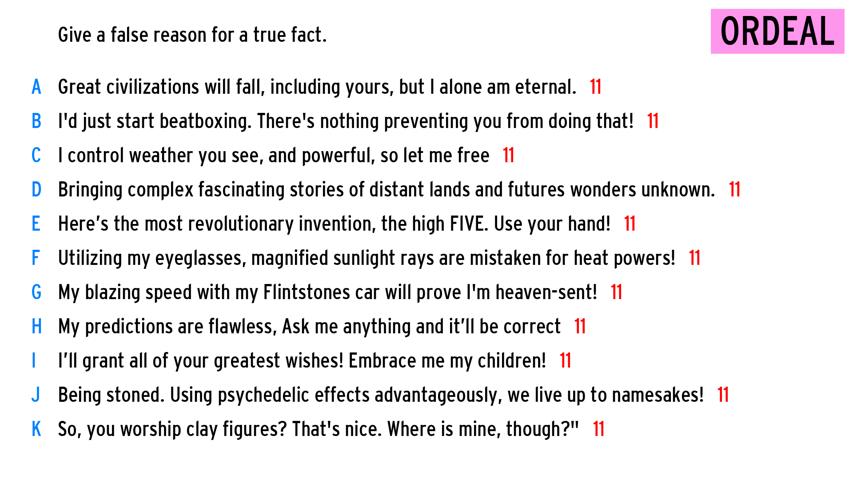 Give a false reason for a true fact.
ORDEAL
A Great civilizations will fall, including yours, but I alone am eternal. 11
B I'd just start beatboxing. There's nothing preventing you from doing that! 11
C I control weather you see, and powerful, so let me free 11
D Bringing complex fascinating stories of distant lands and futures wonders unknown. 11
E Here’s the most revolutionary invention, the high FIVE. Use your hand! 11
F Utilizing my eyeglasses, magnified sunlight rays are mistaken for heat powers! 11
G My blazing speed with my Flintstones car will prove I'm heaven-sent! 11
H My predictions are flawless, Ask me anything and it’ll be correct 11
I I’ll grant all of your greatest wishes! Embrace me my children! 11
J Being stoned. Using psychedelic effects advantageously, we live up to namesakes! 11
K So, you worship clay figures? That's nice. Where is mine, though?" 11